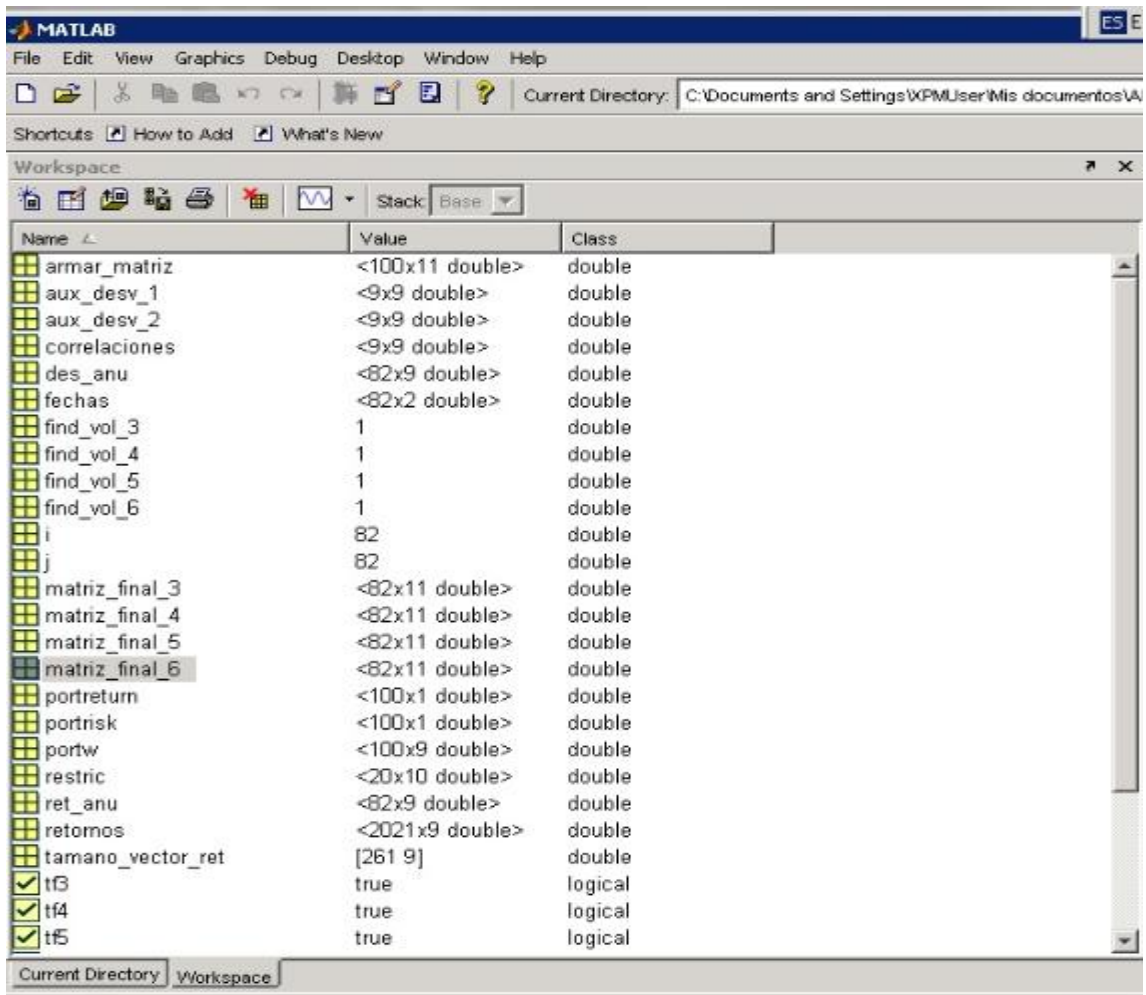 MATLAB
ES E
File Edit View Graphics Debug Desktop Window Help
Current Directory: C:\Documents and Settings\XPMUser\Mis documentos\A
Shortcuts How to Add What's New
Workspace
Stack: Base
Name Value Class
armar_matriz <100x11 double> double
aux_desv_1 <9x9 double> double
aux_desv_2 <9x9 double> double
correlaciones <9x9 double> double
des_anu <82x9 double> double
fechas <82x2 double> double
find_vol_3 1 double
find_vol_4 1 double
find_vol_5 1 double
find_vol_6 1 double
i 82 double
j 82 double
matriz_final_3 <82x11 double> double
matriz_final_4 <82x11 double> double
matriz_final_5 <82x11 double> double
matriz_final_6 <82x11 double> double
portreturn <100x1 double> double
portrisk <100x1 double> double
portw <100x9 double> double
restric <20x10 double> double
ret_anu <82x9 double> double
retornos <2021x9 double> double
tamano_vector_ret [261 9] double
tf3 true logical
tf4 true logical
tf5 true logical
Current Directory Workspace